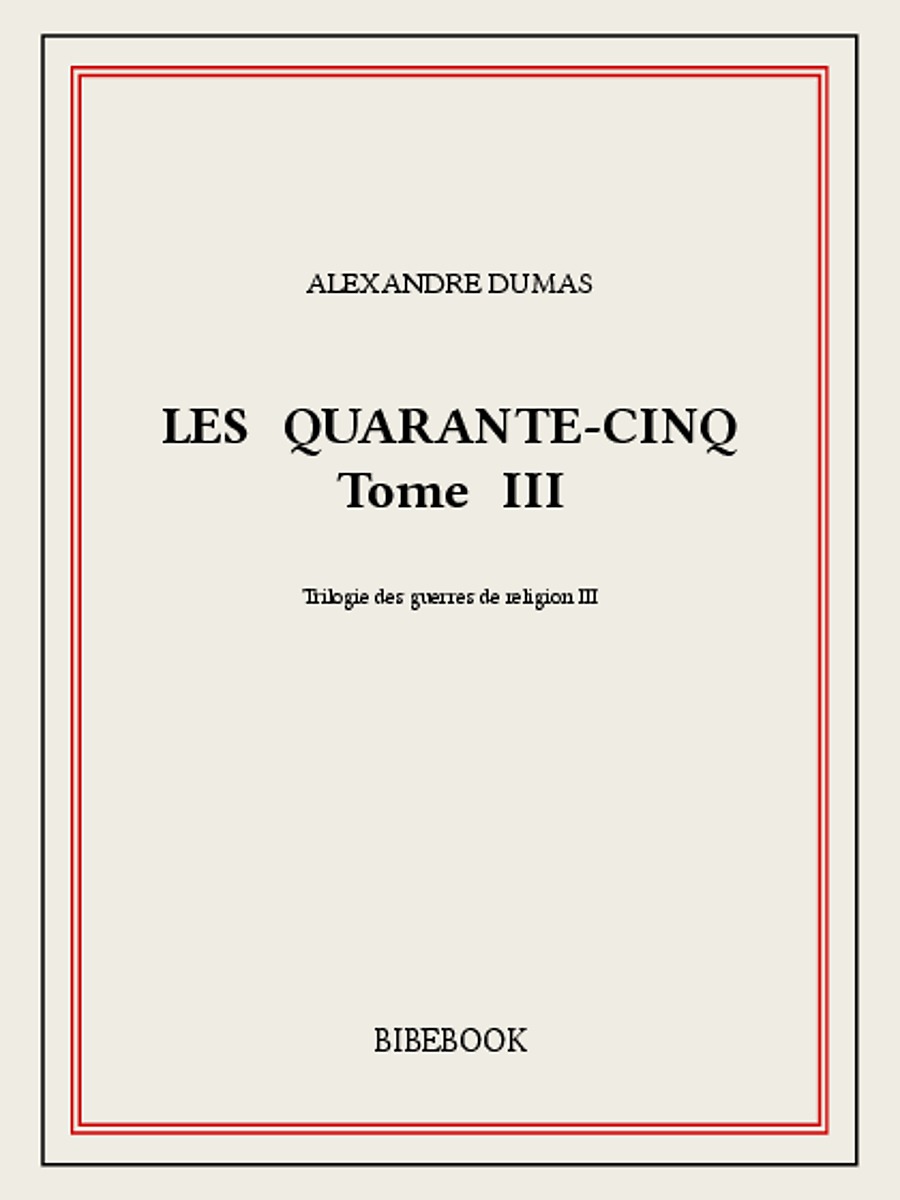 ALEXANDRE DUMAS
LES QUARANTE-CINQ
Tome III
Trilogie des guerres de religion III
BIBEBOOK